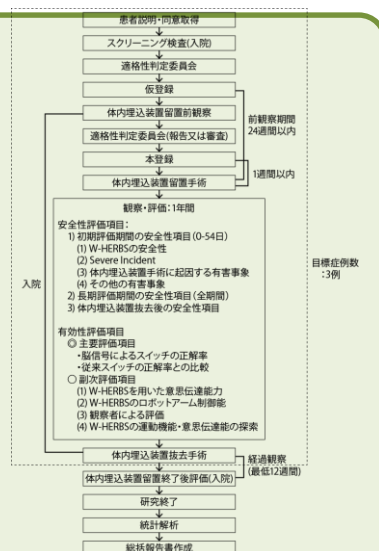 患者説明・同意取得
スクリーニング検査(入院)
適格性判定委員会
仮登録
体内埋込装置留置前観察
適格性判定委員会(報告又は審査)
本登録
体内埋込装置留置手術
前観察期間
24週間以内
1週間以内
観察・評価：1年間
安全性評価項目：
1) 初期評価期間の安全性項目(0-54日)
(1) W-HERBSの安全性
(2) Severe Incident
(3) 体内埋込装置手術に起因する有害事象
(4) その他の有害事象
2) 長期評価期間の安全性項目(全期間)
3) 体内埋込装置抜去後の安全性項目
有効性評価項目
◎ 主要評価項目
・脳信号によるスイッチの正解率
・従来スイッチの正解率との比較
〇 副次評価項目
(1) W-HERBSを用いた意思伝達能力
(2) W-HERBSのロボットアーム制御能
(3) 観察者による評価
(4) W-HERBSの運動機能・意思伝達能の探索
入院
目標症例数
：3例
体内埋込装置抜去手術
体内埋込装置留置終了後評価(入院)
経過観察
(最低12週間)
研究終了
統計解析
総括報告書作成